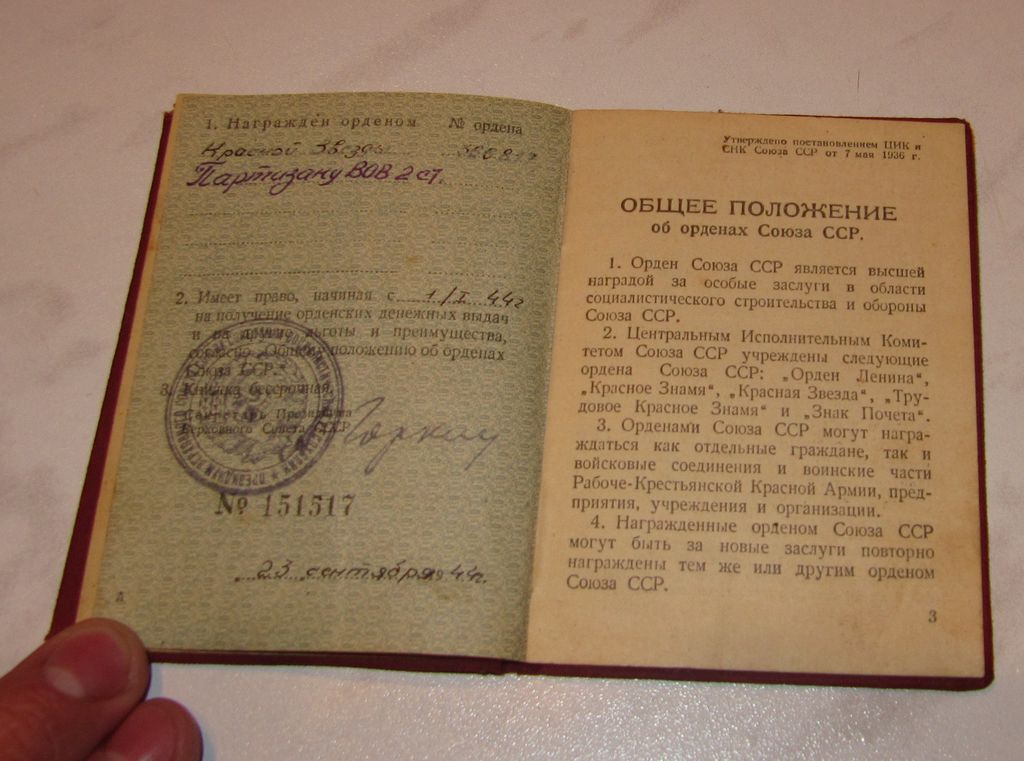 1. Награждён орденом № ордена
Красной Звезды
Партизану ВОВ 2 ст.
2. Имеет право, начиная с 1/I 44 г
на получение орденских денежных выдач
и на другие льготы и преимущества,
согласно „Общему положению об орденах
Союза ССР.“
3. Книжка бессрочная.
Секретарь Президиума
Верховного Совета СССР
№ 151517
23 сентября 1944 г.
Утверждено постановлением ЦИК и
СНК Союза ССР от 7 мая 1936 г.
ОБЩЕЕ ПОЛОЖЕНИЕ
об орденах Союза ССР.
1. Орден Союза ССР является высшей
наградой за особые заслуги в области
социалистического строительства и обороны
Союза ССР.
2. Центральным Исполнительным Коми-
тетом Союза ССР учреждены следующие
ордена Союза ССР: „Орден Ленина“,
„Красное Знамя“, „Красная Звезда“, „Тру-
довое Красное Знамя“ и „Знак Почета“.
3. Орденами Союза ССР могут награ-
ждаться как отдельные граждане, так и
войсковые соединения и воинские части
Рабоче-Крестьянской Красной Армии, пред-
приятия, учреждения и организации.
4. Награжденные орденом Союза ССР
могут быть за новые заслуги повторно
награждены тем же или другим орденом
Союза ССР.
3